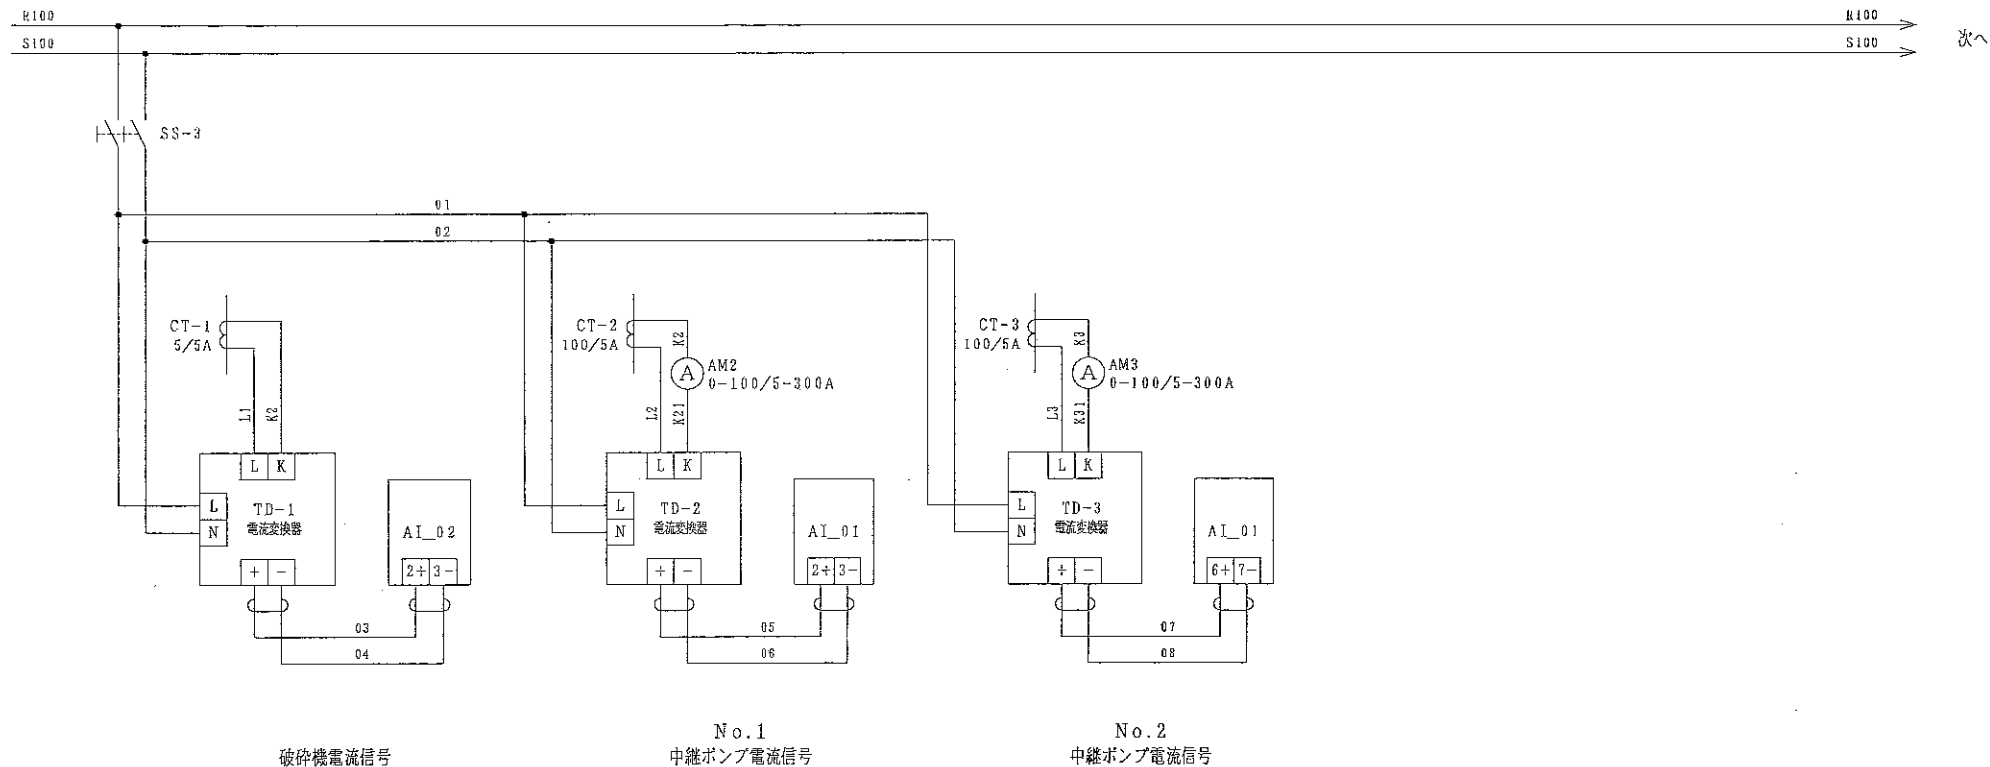 R100
R100
S100
S100
次へ
SS-3
01
02
CT-1
5/5A
L1
K2
CT-2
100/5A
K2
AM2
0-100/5-300A
L2
K21
CT-3
100/5A
K3
AM3
0-100/5-300A
L3
K31
L K
L
N
TD-1
電流変換器
+ -
AI_02
2+ 3-
03
04
L K
L
N
TD-2
電流変換器
+ -
AI_01
2+ 3-
05
06
L K
L
N
TD-3
電流変換器
+ -
AI_01
6+ 7-
07
08
A
A
破砕機電流信号
No.1
中継ポンプ電流信号
No.2
中継ポンプ電流信号